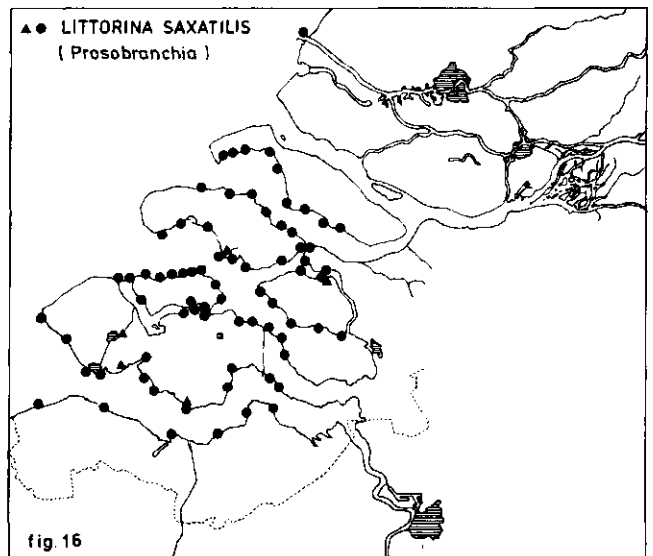 ▲ ● LITTORINA SAXATILIS
( Prosobranchia )
fig. 16